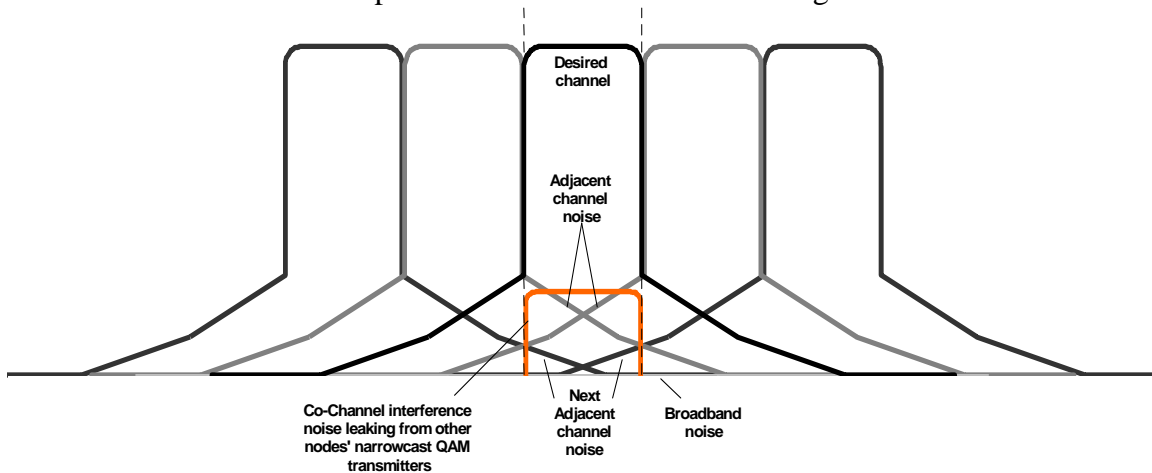 Desired
channel
Adjacent
channel
noise
Co-Channel interference
noise leaking from other
nodes' narrowcast QAM
transmitters
Next
Adjacent
channel
noise
Broadband
noise